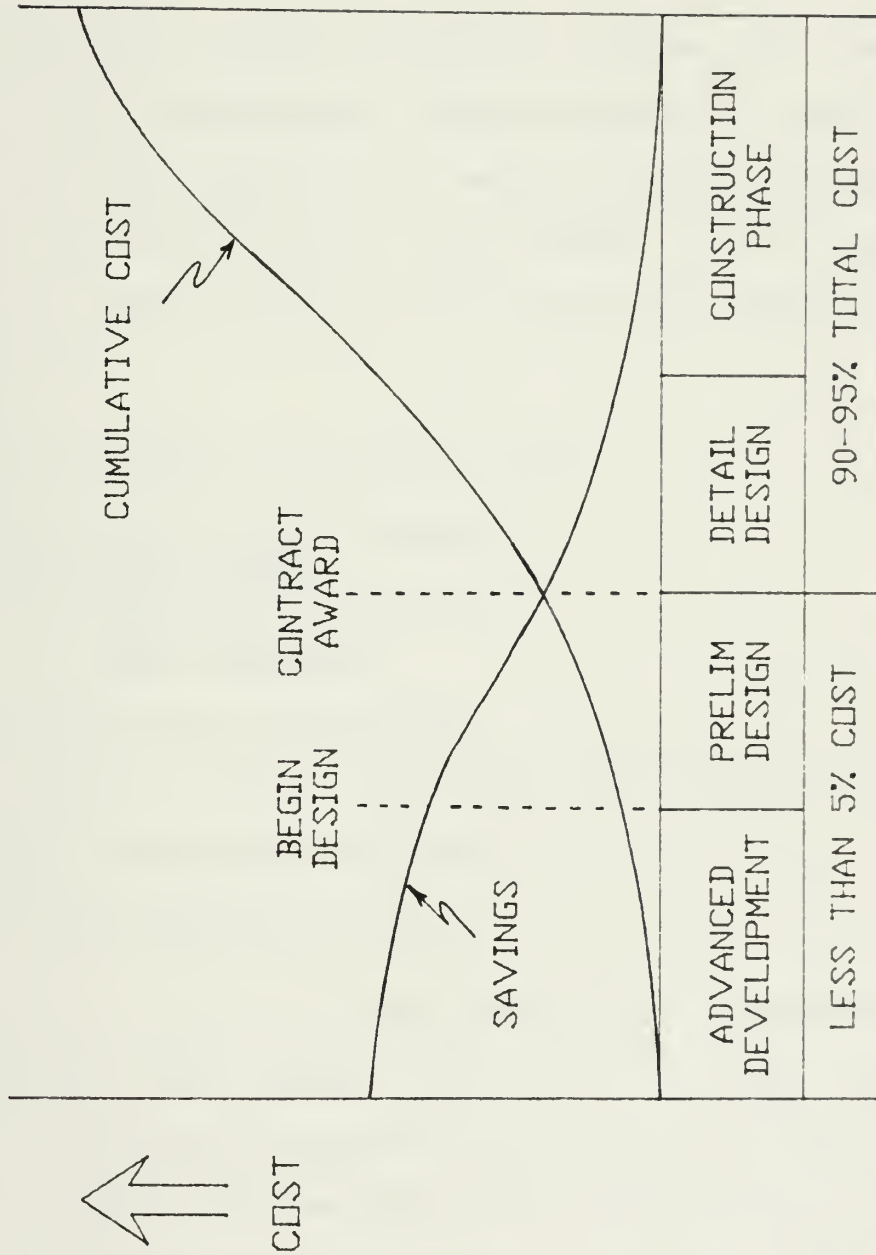 COST
CUMULATIVE COST
BEGIN
DESIGN
CONTRACT
AWARD
SAVINGS
ADVANCED
DEVELOPMENT
PRELIM
DESIGN
DETAIL
DESIGN
CONSTRUCTION
PHASE
LESS THAN 5% COST
90-95% TOTAL COST